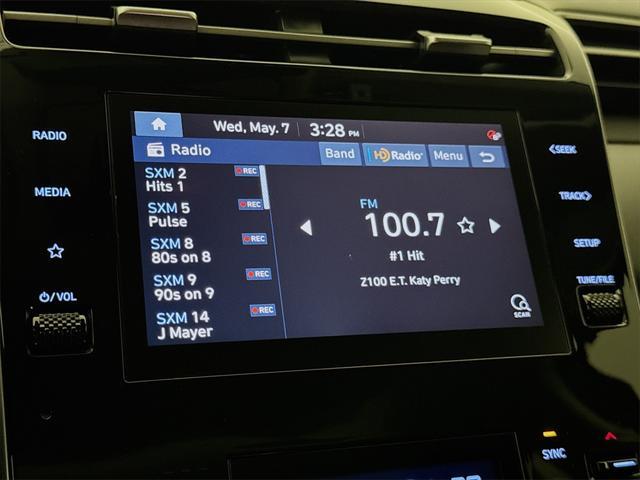 Wed, May. 7 3:28 PM
Radio Band HD Radio Menu
SXM 2 REC
Hits 1
SXM 5 REC
Pulse
SXM 8 REC
80s on 8
SXM 9 REC
90s on 9
SXM 14 REC
J Mayer
FM
100.7
#1 Hit
Z100 E.T. Katy Perry
SCAN
RADIO
MEDIA
/VOL
<SEEK
TRACK>
SETUP
TUNE/FILE
SYNC